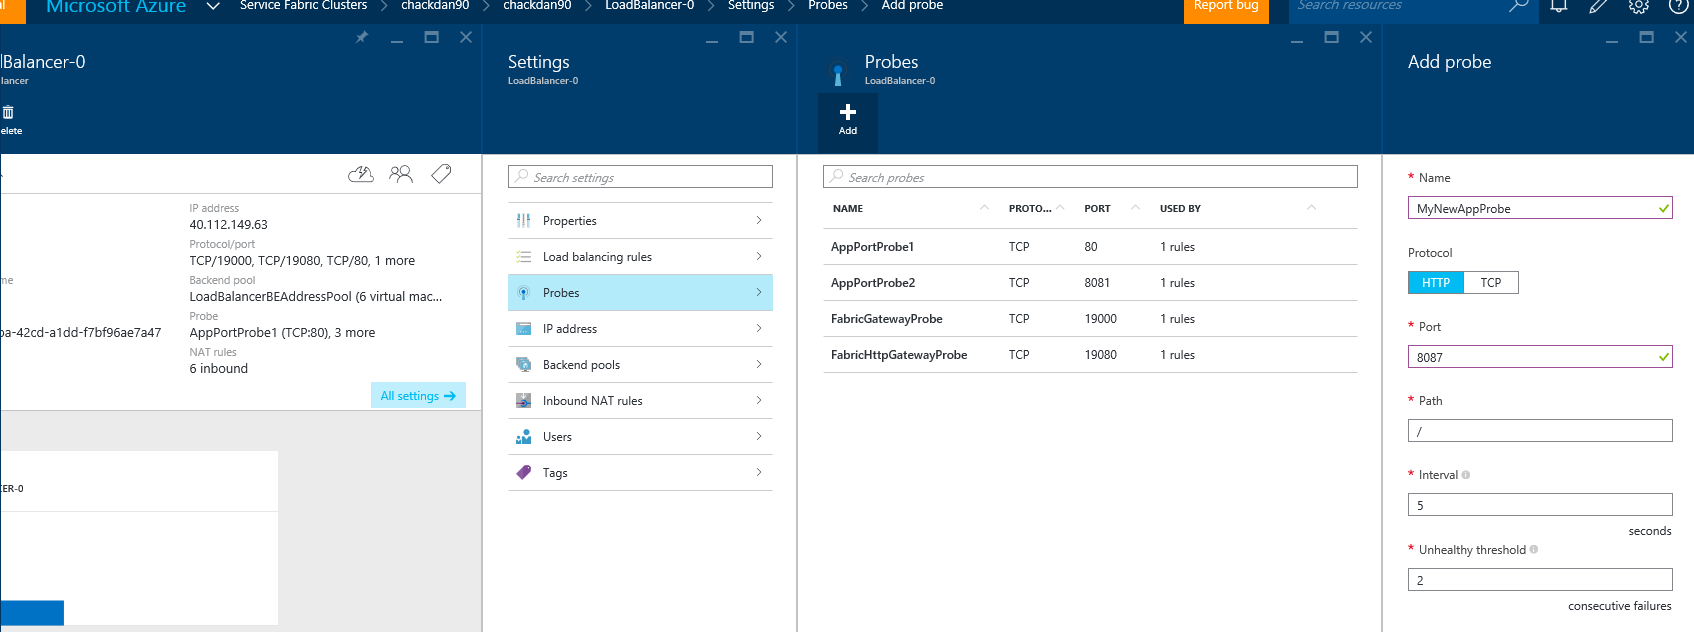 Microsoft Azure
Service Fabric Clusters
chackdan90
chackdan90
LoadBalancer-0
Settings
Probes
Add probe
Report bug
Search resources
Balancer-0
lancer
elete
IP address
40.112.149.63
Protocol/port
TCP/19000, TCP/19080, TCP/80, 1 more
me
Backend pool
LoadBalancerBEAddressPool (6 virtual mac...
Probe
ba-42cd-a1dd-f7bf96ae7a47
AppPortProbe1 (TCP:80), 3 more
NAT rules
6 inbound
All settings
CER-0
Settings
LoadBalancer-0
Search settings
Properties
Load balancing rules
Probes
IP address
Backend pools
Inbound NAT rules
Users
Tags
Probes
LoadBalancer-0
Add
Search probes
NAME PROTO... PORT USED BY
AppPortProbe1 TCP 80 1 rules
AppPortProbe2 TCP 8081 1 rules
FabricGatewayProbe TCP 19000 1 rules
FabricHttpGatewayProbe TCP 19080 1 rules
Add probe
* Name
MyNewAppProbe
Protocol
HTTP TCP
* Port
8087
* Path
/
* Interval
5
seconds
* Unhealthy threshold
2
consecutive failures